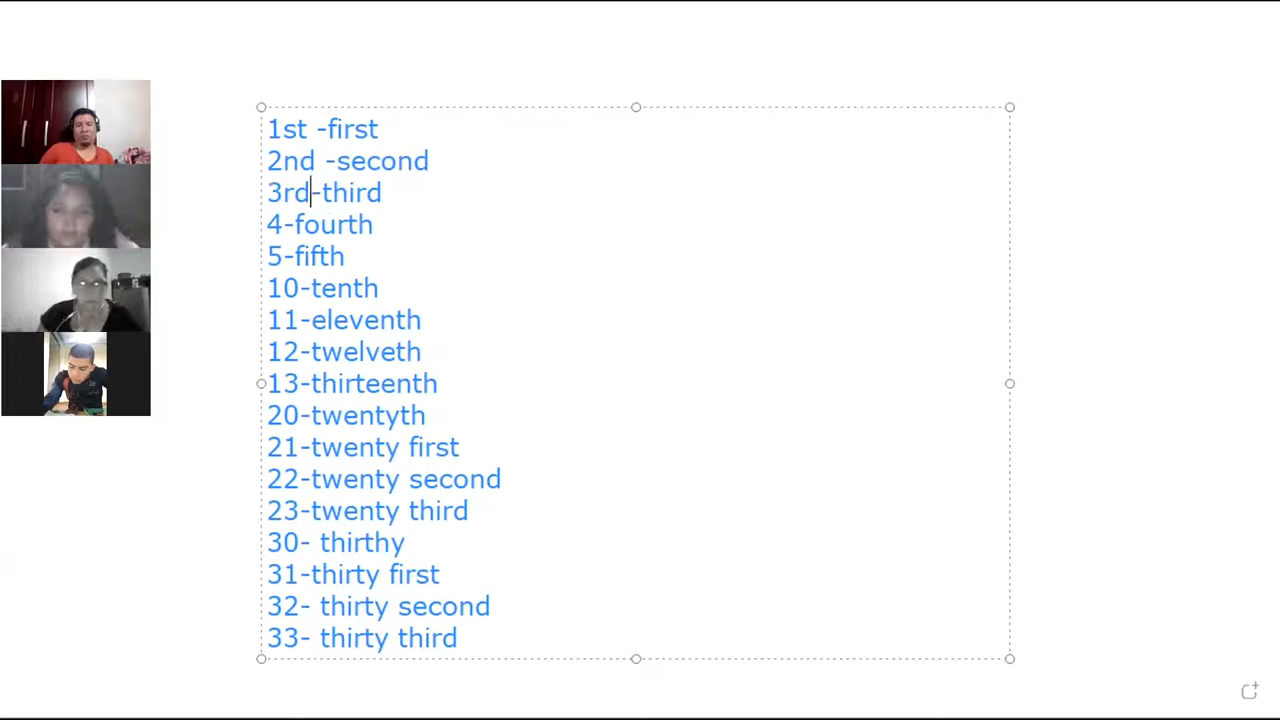 1st -first
2nd -second
3rd-third
4-fourth
5-fifth
10-tenth
11-eleventh
12-twelveth
13-thirteenth
20-twentyth
21-twenty first
22-twenty second
23-twenty third
30- thirthy
31-thirty first
32- thirty second
33- thirty third